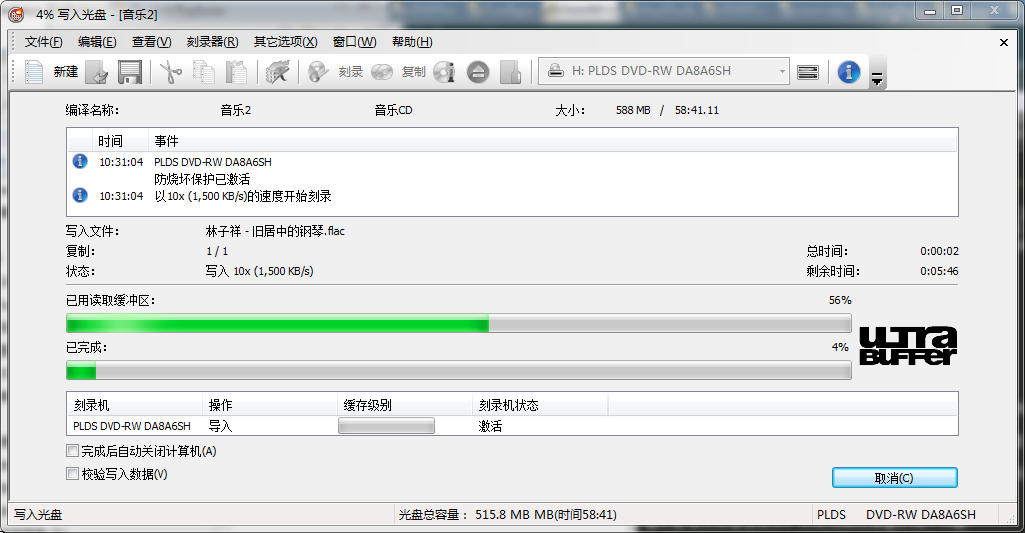 4% 写入光盘 - [音乐2]
文件(F) 编辑(E) 查看(V) 刻录器(R) 其它选项(X) 窗口(W) 帮助(H)
新建 刻录 复制 H: PLDS DVD-RW DA8A6SH
编译名称: 音乐2 音乐CD 大小: 588 MB / 58:41.11
时间 事件
10:31:04 PLDS DVD-RW DA8A6SH
防烧坏保护已激活
10:31:04 以10x (1,500 KB/s)的速度开始刻录
写入文件: 林子祥 - 旧居中的钢琴.flac
复制: 1 / 1 总时间: 0:00:02
状态: 写入 10x (1,500 KB/s) 剩余时间: 0:05:46
已用读取缓冲区: 56%
已完成: 4%
ULTRA
BUFFER
刻录机 操作 缓存级别 刻录机状态
PLDS DVD-RW DA8A6SH 导入 激活
完成后自动关闭计算机(A)
校验写入数据(V)
取消(C)
写入光盘 光盘总容量: 515.8 MB MB(时间58:41) PLDS DVD-RW DA8A6SH